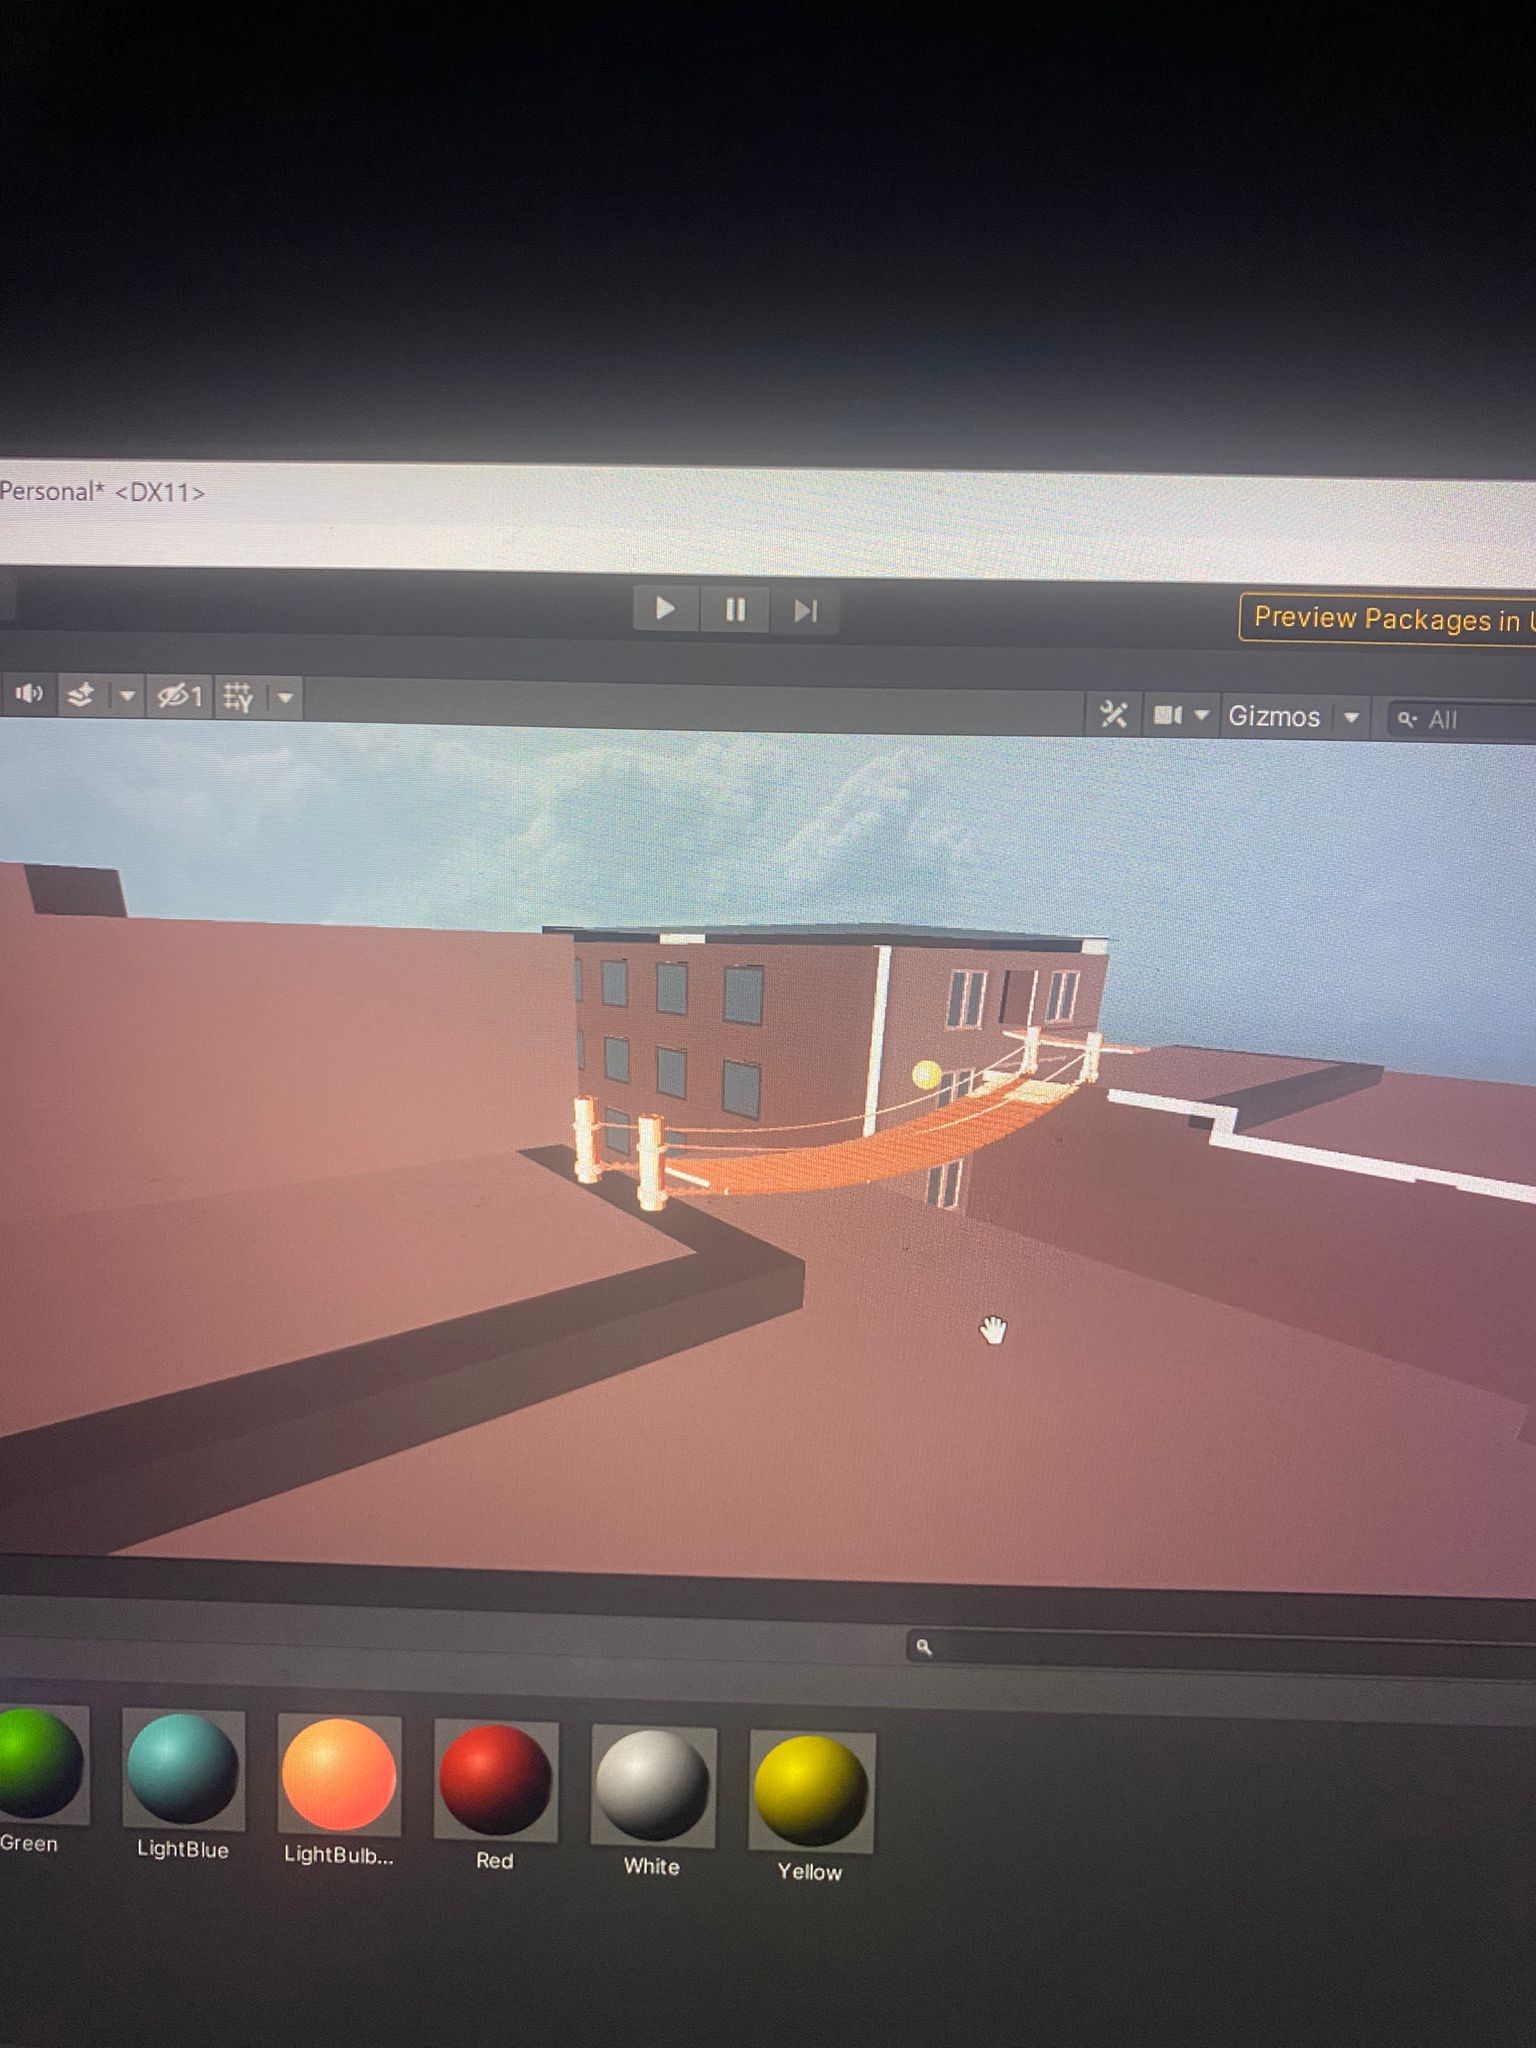 Personal* <DX11>
Preview Packages in
1
Y
Gizmos
All
Green
LightBlue
LightBulb...
Red
White
Yellow